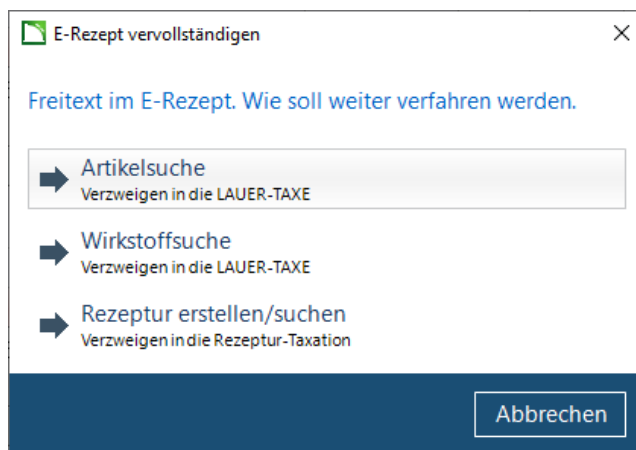 E-Rezept vervollständigen
Freitext im E-Rezept. Wie soll weiter verfahren werden.
Artikelsuche
Verzweigen in die LAUER-TAXE
Wirkstoffsuche
Verzweigen in die LAUER-TAXE
Rezeptur erstellen/suchen
Verzweigen in die Rezeptur-Taxation
Abbrechen